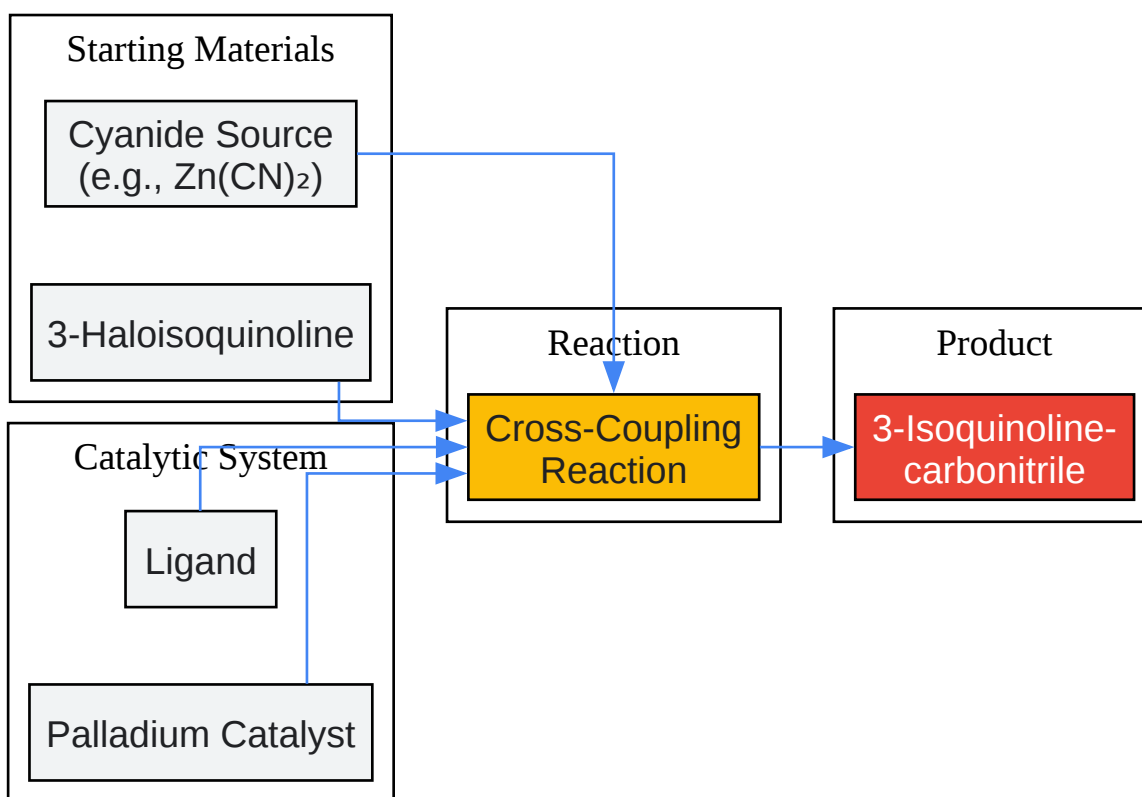 Starting Materials
Cyanide Source
(e.g., Zn(CN)₂)
3-Haloisoquinoline
Catalytic System
Ligand
Palladium Catalyst
Reaction
Cross-Coupling
Reaction
Product
3-Isoquinoline-
carbonitrile